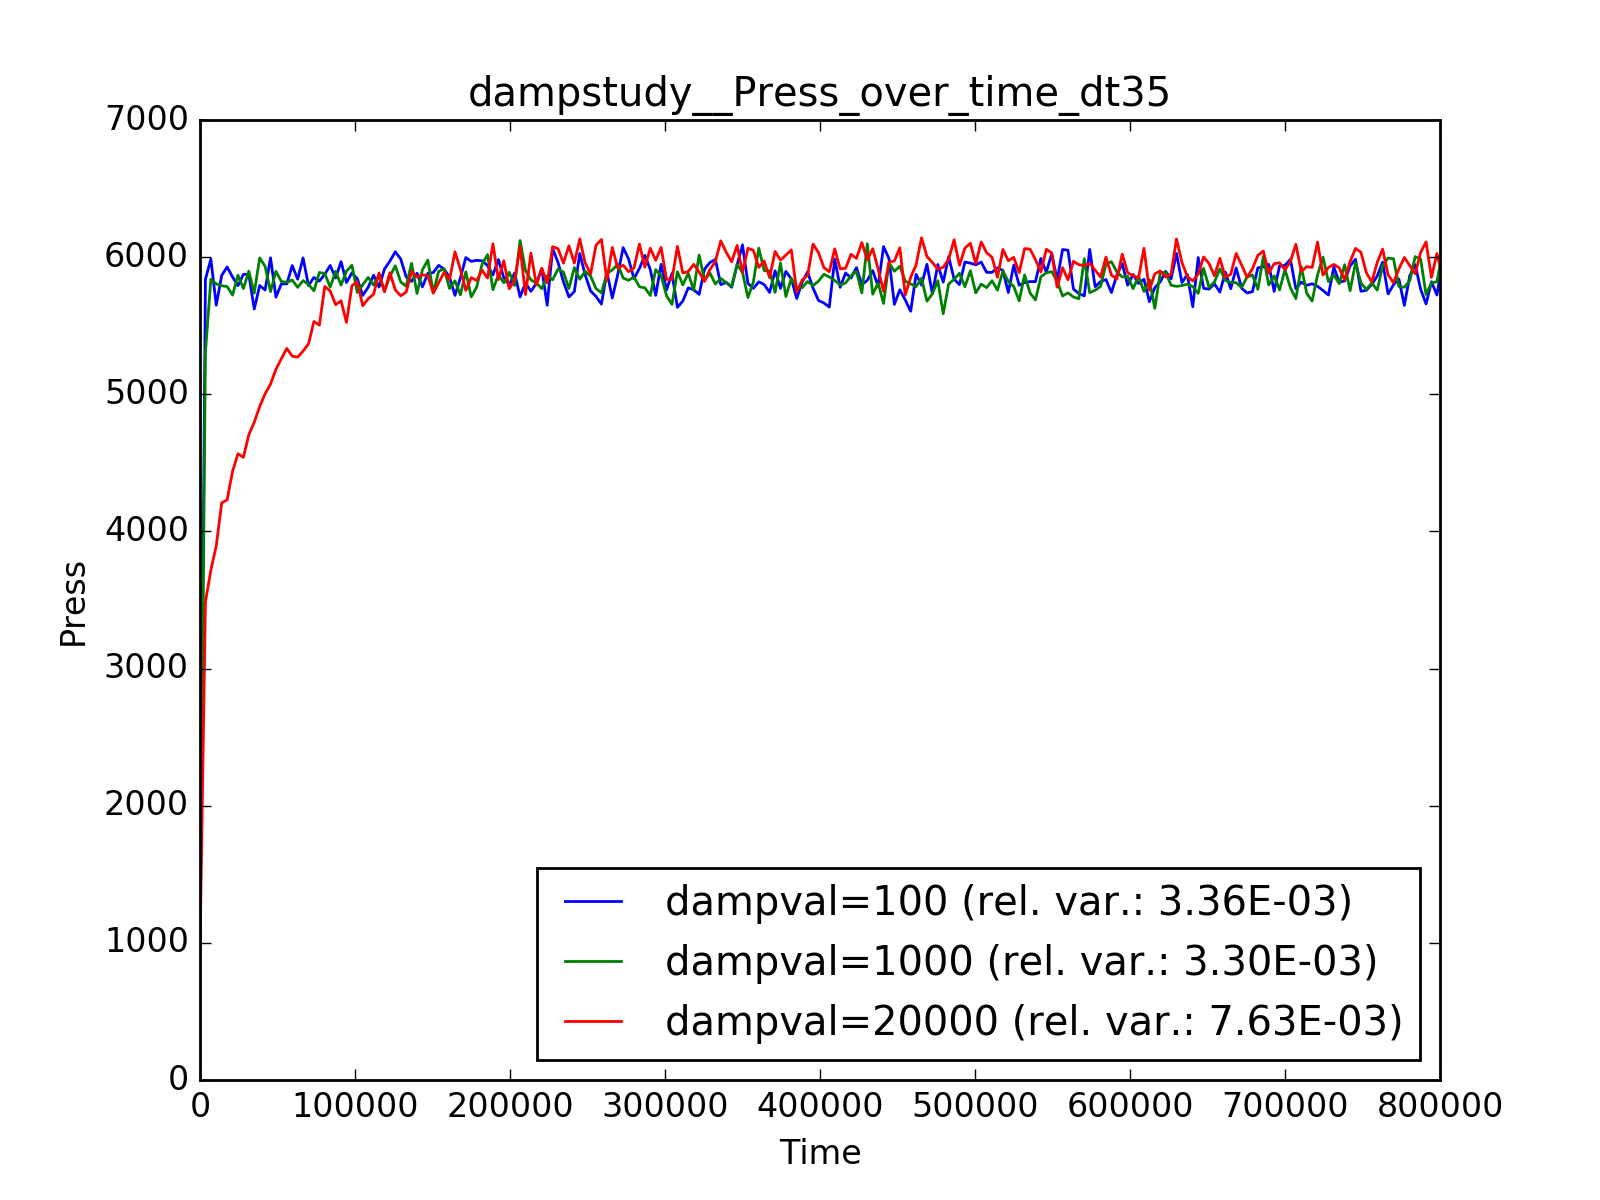 dampstudy__Press_over_time_dt35
7000
6000
5000
4000
3000
2000
1000
0
Press
dampval=100 (rel. var.: 3.36E-03)
dampval=1000 (rel. var.: 3.30E-03)
dampval=20000 (rel. var.: 7.63E-03)
0 100000 200000 300000 400000 500000 600000 700000 800000
Time